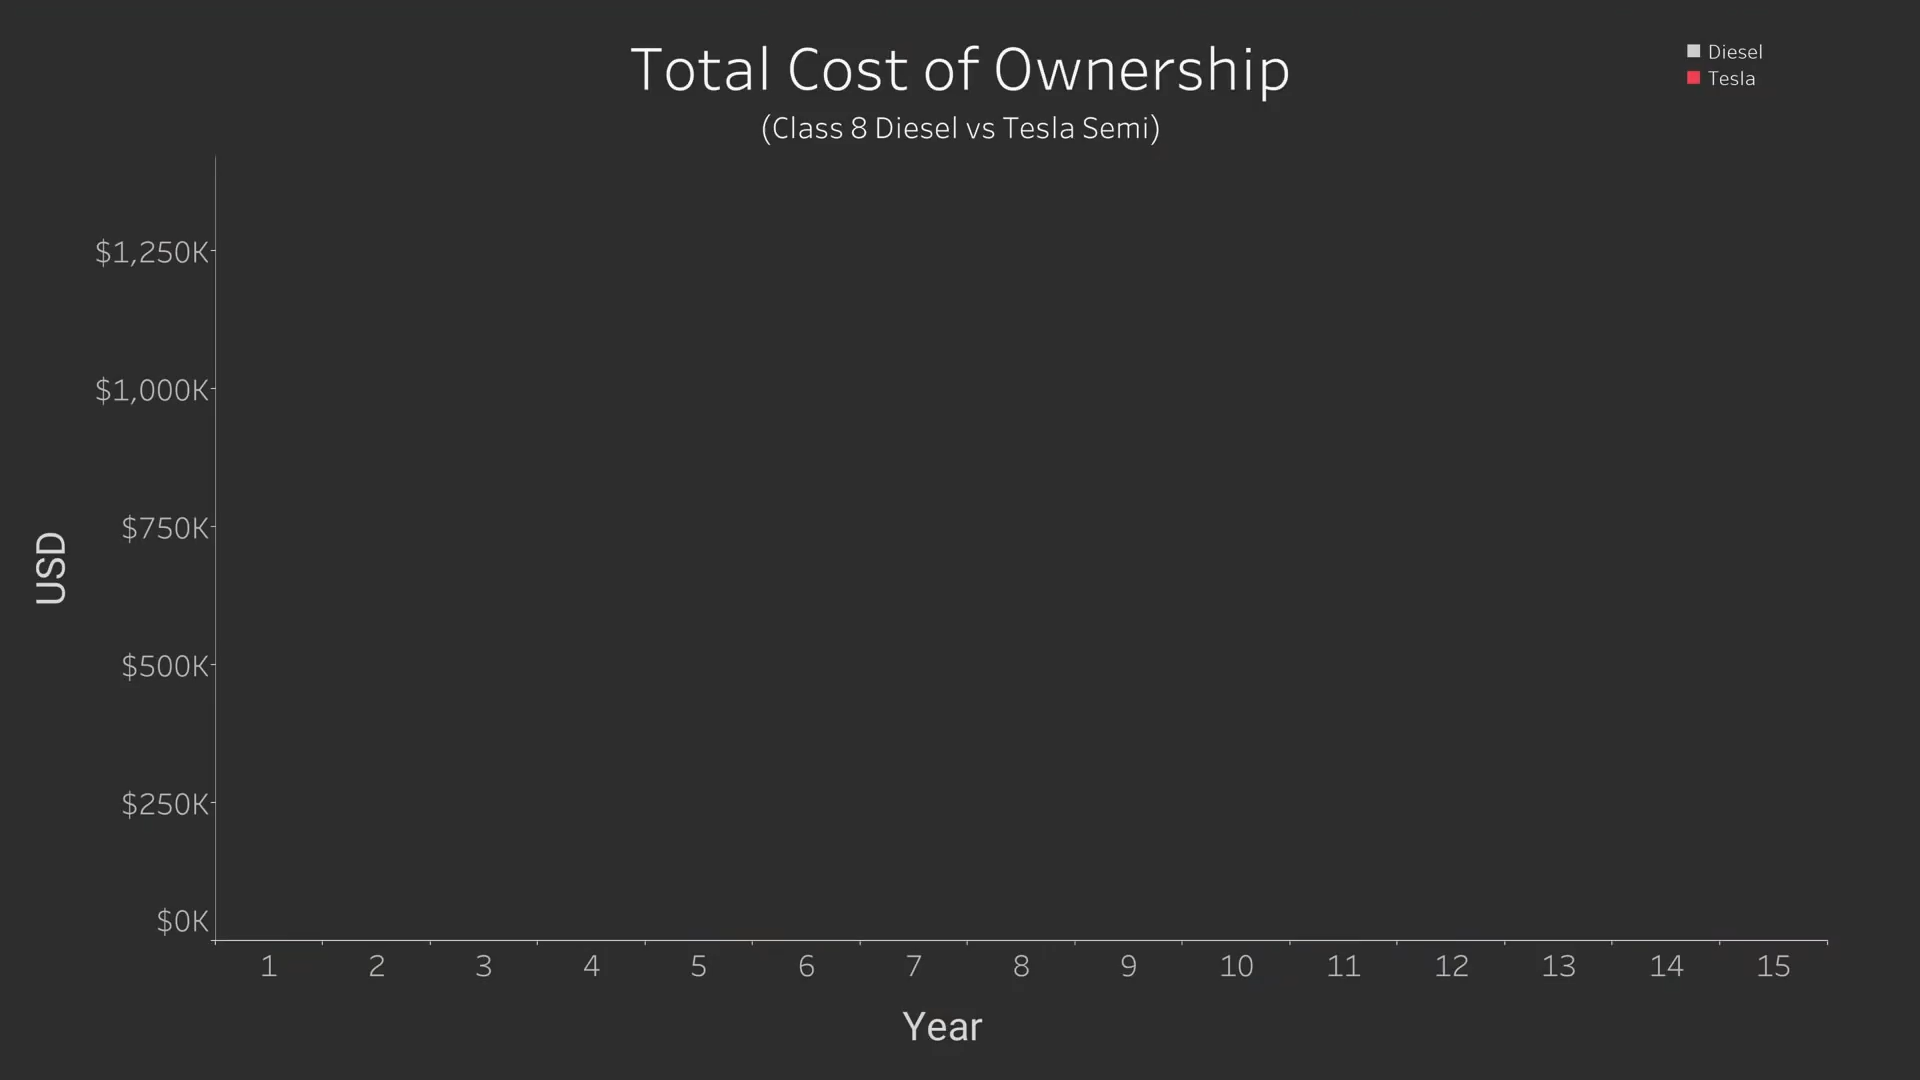 Total Cost of Ownership
(Class 8 Diesel vs Tesla Semi)
Diesel
Tesla
$1,250K
$1,000K
$750K
$500K
$250K
$0K
USD
1 2 3 4 5 6 7 8 9 10 11 12 13 14 15
Year